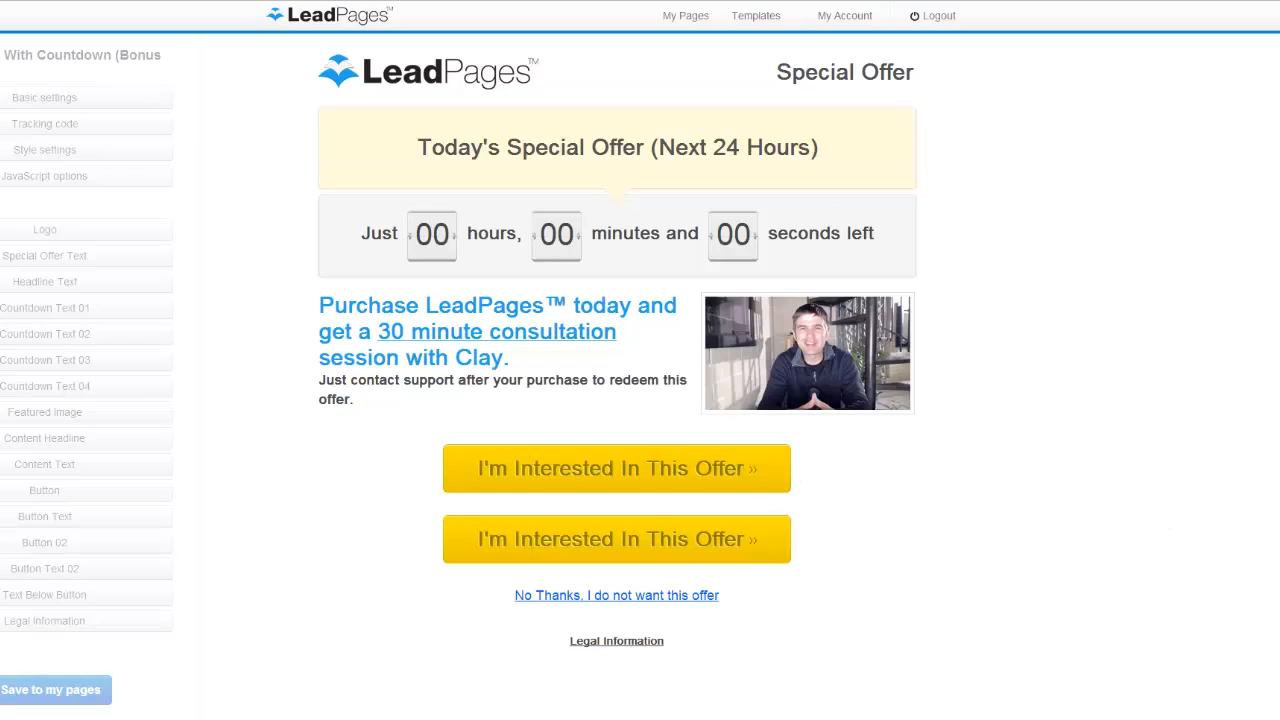 LeadPages™
My Pages
Templates
My Account
Logout
With Countdown (Bonus
Basic settings
Tracking code
Style settings
JavaScript options
Logo
Special Offer Text
Headline Text
Countdown Text 01
Countdown Text 02
Countdown Text 03
Countdown Text 04
Featured Image
Content Headline
Content Text
Button
Button Text
Button 02
Button Text 02
Text Below Button
Legal Information
Save to my pages
LeadPages™
Special Offer
Today's Special Offer (Next 24 Hours)
Just 00 hours, 00 minutes and 00 seconds left
Purchase LeadPages™ today and
get a 30 minute consultation
session with Clay.
Just contact support after your purchase to redeem this
offer.
I'm Interested In This Offer »
I'm Interested In This Offer »
No Thanks, I do not want this offer
Legal Information